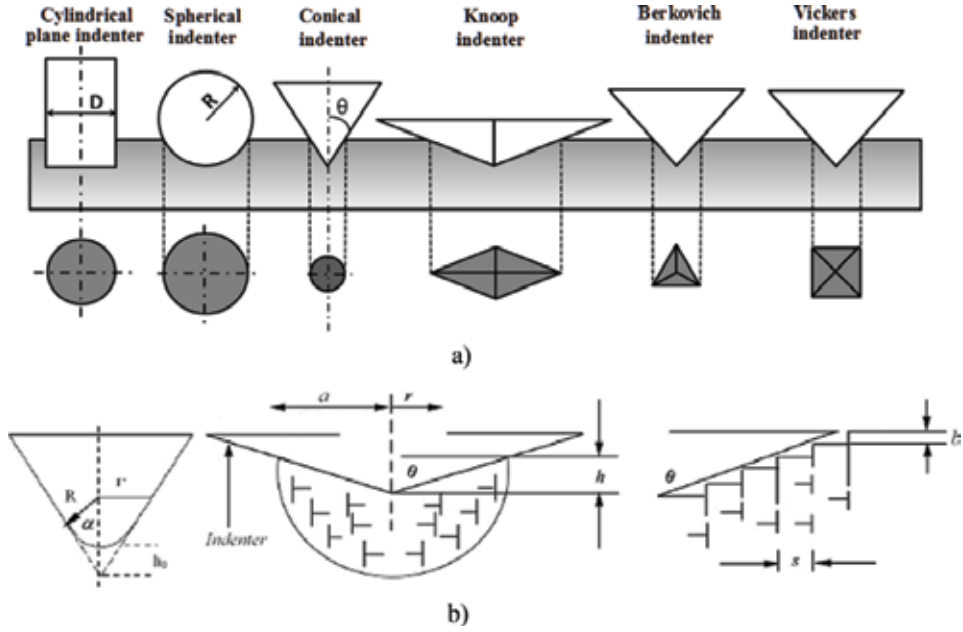 Cylindrical
plane indenter
Spherical
indenter
Conical
indenter
Knoop
indenter
Berkovich
indenter
Vickers
indenter
D
R
θ
a)
a
r
R
r
α
h₀
Indenter
θ
h
θ
b
s
b)